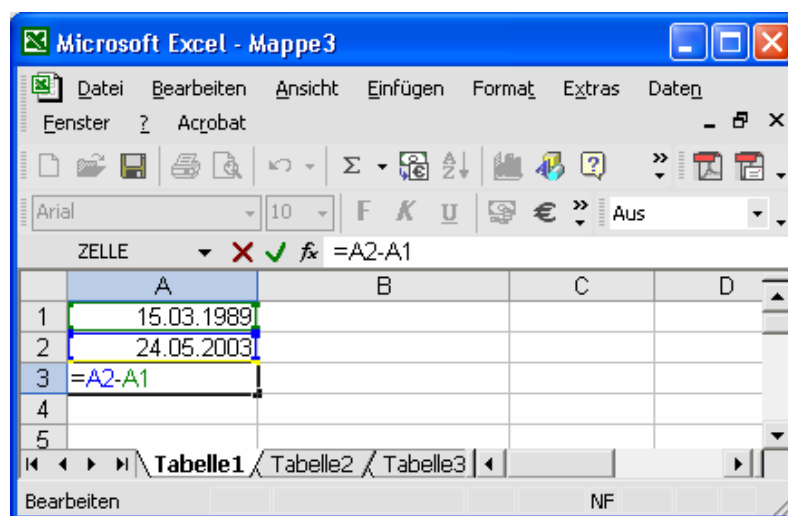 Microsoft Excel - Mappe3
Datei Bearbeiten Ansicht Einfügen Format Extras Daten
Fenster ? Acrobat
Arial 10 F K U € Aus
ZELLE fx =A2-A1
A B C D
1 15.03.1989
2 24.05.2003
3 =A2-A1
4
5
Tabelle1 Tabelle2 Tabelle3
Bearbeiten NF